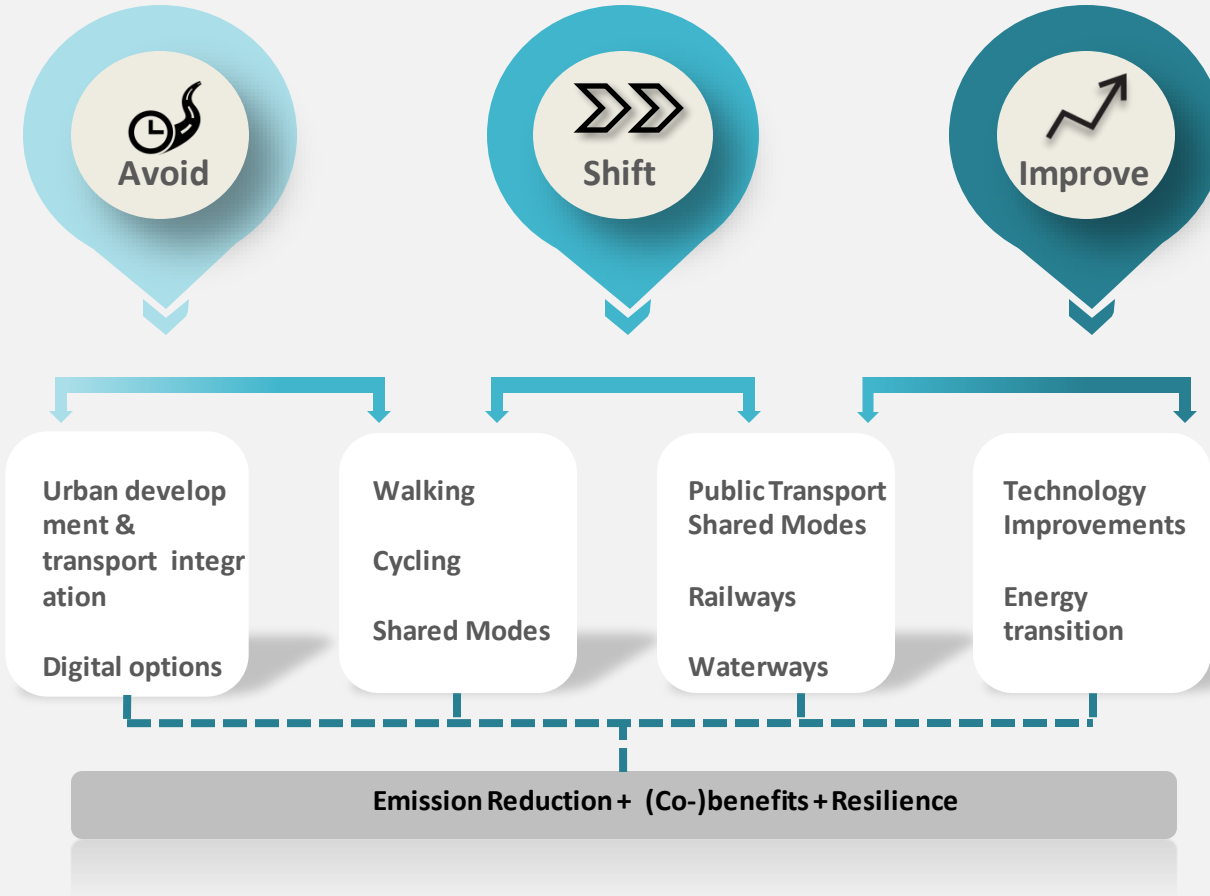 Avoid
Shift
Improve
Urban develop
ment &
transport integr
ation
Digital options
Walking
Cycling
Shared Modes
Public Transport
Shared Modes
Railways
Waterways
Technology
Improvements
Energy
transition
Emission Reduction + (Co-)benefits + Resilience